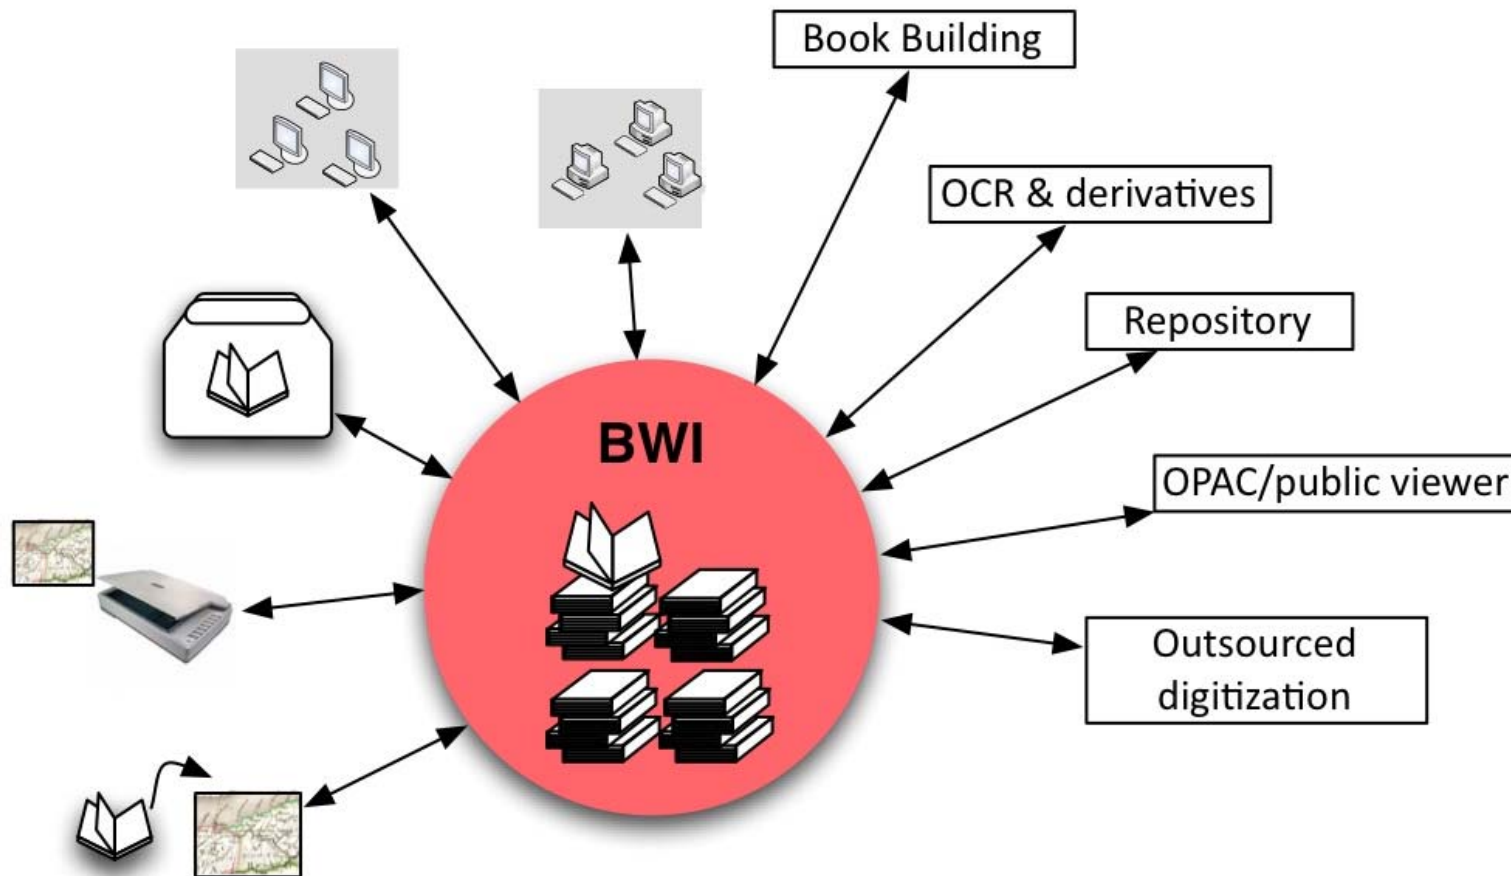 Book Building
OCR & derivatives
Repository
BWI
OPAC/public viewer
Outsourced
digitization